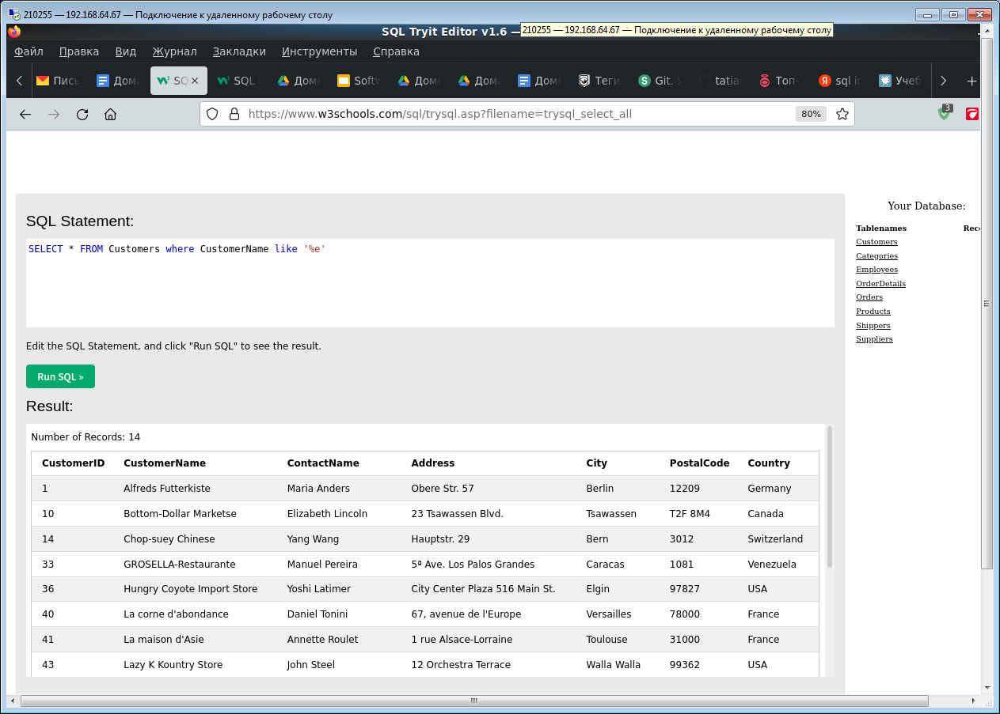 210255 — 192.168.64.67 — Подключение к удаленному рабочему столу
SQL Tryit Editor v1.6 —
210255 — 192.168.64.67 — Подключение к удаленному рабочему столу
Файл Правка Вид Журнал Закладки Инструменты Справка
Пись Дома SQ SQL Дома Softw Дома Дома Дома Теги Git. У tatiar Топ- sql in Учеб
https://www.w3schools.com/sql/trysql.asp?filename=trysql_select_all 80% 3
SQL Statement:
SELECT * FROM Customers where CustomerName like '%e'
Edit the SQL Statement, and click "Run SQL" to see the result.
Run SQL »
Result:
Number of Records: 14
CustomerID CustomerName ContactName Address City PostalCode Country
1 Alfreds Futterkiste Maria Anders Obere Str. 57 Berlin 12209 Germany
10 Bottom-Dollar Marketse Elizabeth Lincoln 23 Tsawassen Blvd. Tsawassen T2F 8M4 Canada
14 Chop-suey Chinese Yang Wang Hauptstr. 29 Bern 3012 Switzerland
33 GROSELLA-Restaurante Manuel Pereira 5ª Ave. Los Palos Grandes Caracas 1081 Venezuela
36 Hungry Coyote Import Store Yoshi Latimer City Center Plaza 516 Main St. Elgin 97827 USA
40 La corne d'abondance Daniel Tonini 67, avenue de l'Europe Versailles 78000 France
41 La maison d'Asie Annette Roulet 1 rue Alsace-Lorraine Toulouse 31000 France
43 Lazy K Kountry Store John Steel 12 Orchestra Terrace Walla Walla 99362 USA
Your Database:
Tablenames Reco
Customers
Categories
Employees
OrderDetails
Orders
Products
Shippers
Suppliers